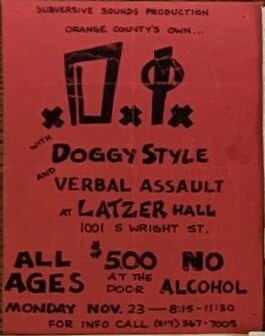 SUBVERSIVE SOUNDS PRODUCTION
ORANGE COUNTY'S OWN...
x D. I x
WITH
DOGGY STYLE
AND
VERBAL ASSAULT
AT LATZER HALL
1001 S WRIGHT ST.
ALL AGES
$5.00 AT THE DOOR
NO ALCOHOL
MONDAY NOV. 23 — 8:15 - 11:30
FOR INFO CALL (217) 367-7005